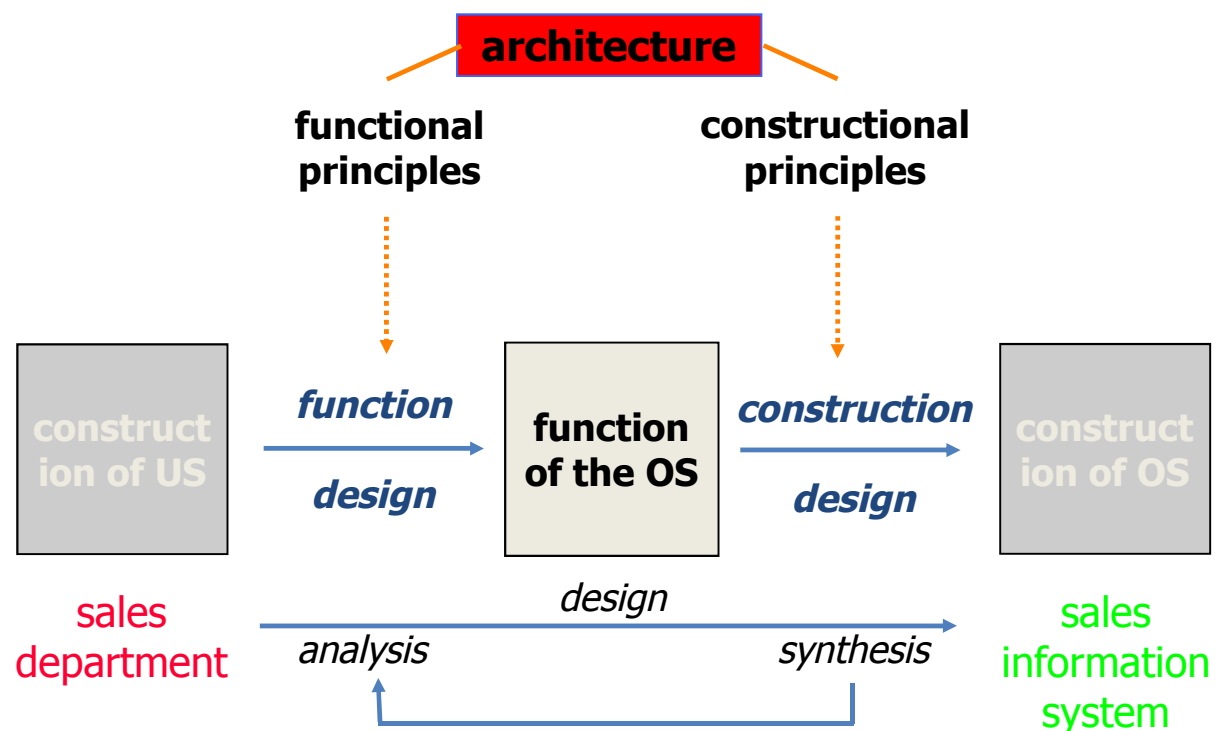 architecture
functional
principles
constructional
principles
function
design
construction
design
construct
ion of US
function
of the OS
construct
ion of OS
design
analysis
synthesis
sales
department
sales
information
system